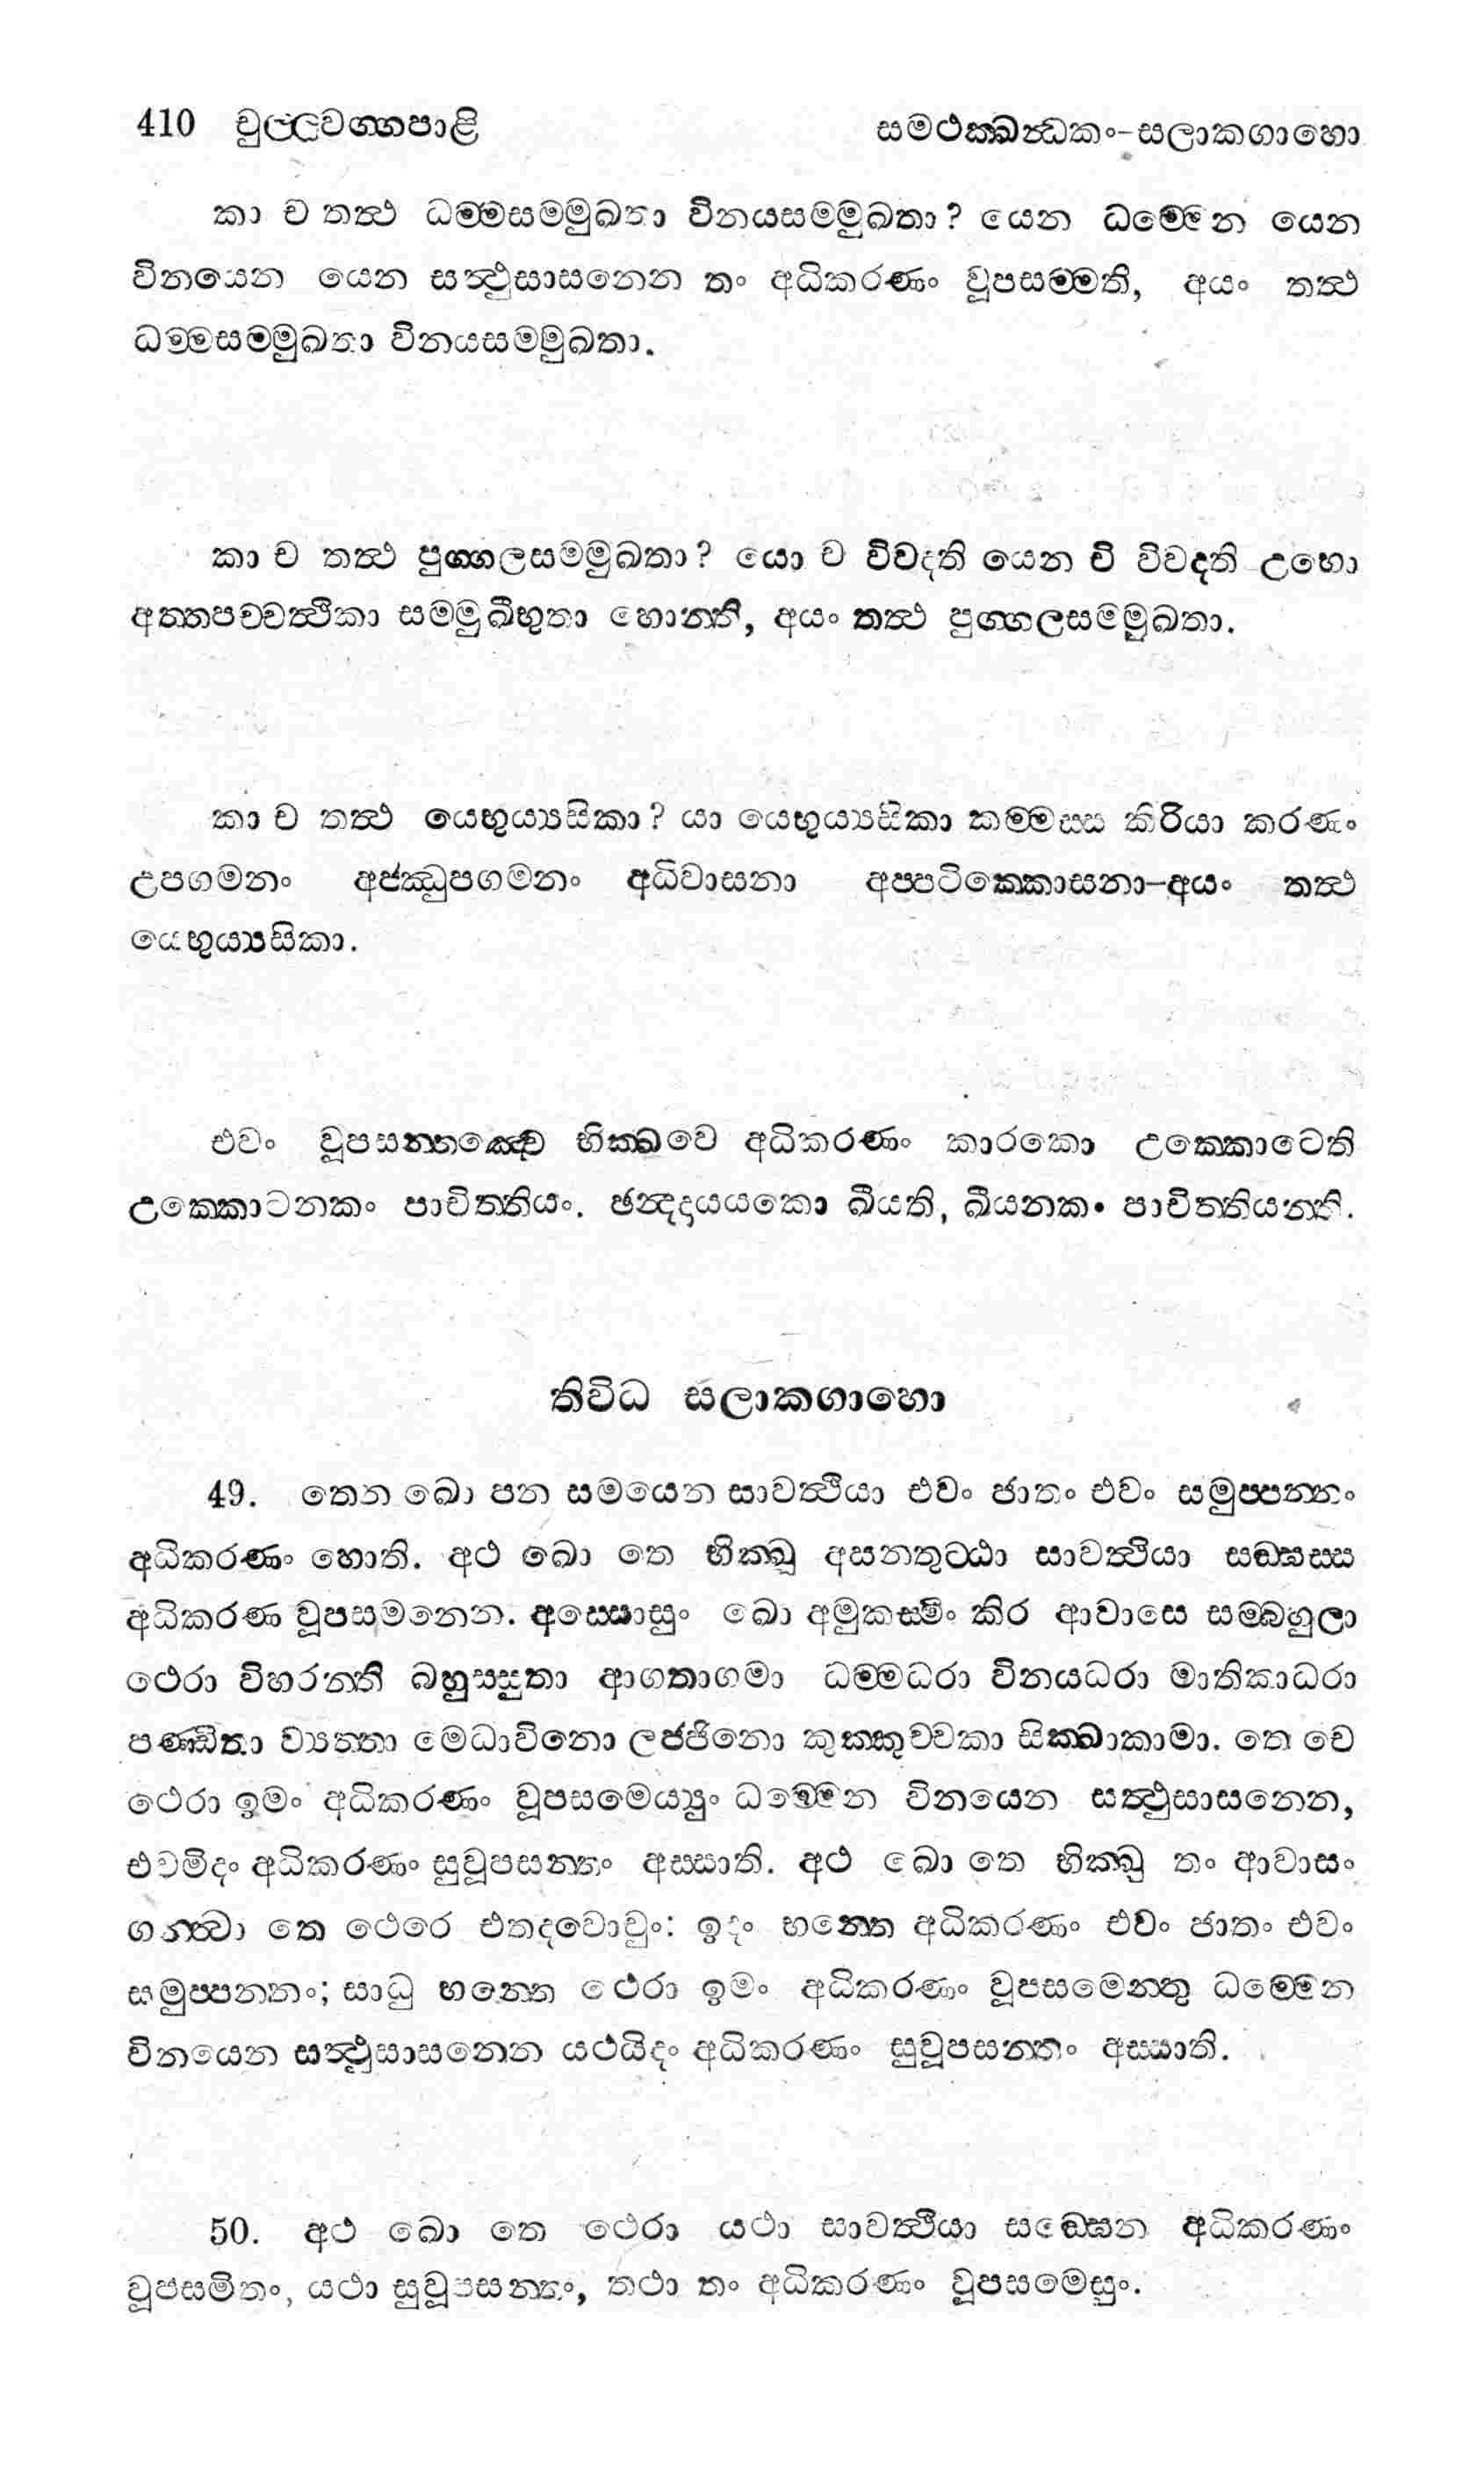 410 චුල්ලවග්ගපාළි
සමථක්ඛන්ධකං-සලාකගාහො
කා ච තත්ථ ධම්මසම්මුඛතා විනයසම්මුඛතා? යෙන ධම්මෙන යෙන
විනයෙන යෙන සත්ථුසාසනෙන තං අධිකරණං වූපසම්මති, අයං තත්ථ
ධම්මසම්මුඛතා විනයසම්මුඛතා.
කා ච තත්ථ පුග්ගලසම්මුඛතා? යො ච විවදති යෙන ච විවදති උභො
අත්තපච්චත්ථිකා සම්මුඛීභුතා හොන්ති, අයං තත්ථ පුග්ගලසම්මුඛතා.
කා ච තත්ථ යෙභුය්‍යසිකා? යා යෙභුය්‍යසිකා කම්මස්ස කිරියා කරණං
උපගමනං අජ්ඣුපගමනං අධිවාසනා අප්පටික්කොසනා-අයං තත්ථ
යෙභුය්‍යසිකා.
එවං වූපසන්තඤ්චෙ භික්ඛවෙ අධිකරණං කාරකො උක්කොටෙති
උක්කොටනකං පාචිත්තියං. ඡන්දදායයකො ඛීයති, ඛීයනකං පාචිත්තියන්ති.
තිවිධ සලාකගාහො
49. තෙන ඛො පන සමයෙන සාවත්ථියා එවං ජාතං එවං සමුප්පන්නං
අධිකරණං හොති. අථ ඛො තෙ භික්ඛූ අසන්තුට්ඨා සාවත්ථියා සඞ්ඝස්ස
අධිකරණ වූපසමනෙන. අස්සොසුං ඛො අමුකස්මිං කිර ආවාසෙ සම්බහුලා
ථෙරා විහරන්ති බහුස්සුතා ආගතාගමා ධම්මධරා විනයධරා මාතිකාධරා
පණ්ඩිතා ව්‍යත්තා මෙධාවිනො ලජ්ජිනො කුක්කුච්චකා සික්ඛාකාමා. තෙ චෙ
ථෙරා ඉමං අධිකරණං වූපසමෙය්‍යුං ධම්මෙන විනයෙන සත්ථුසාසනෙන,
එවමිදං අධිකරණං සුවූපසන්තං අස්සාති. අථ ඛො තෙ භික්ඛු තං ආවාසං
ගන්ත්වා තෙ ථෙරෙ එතදවොචුං: ඉදං භන්තෙ අධිකරණං එවං ජාතං එවං
සමුප්පන්නං; සාධු භන්තෙ ථෙරා ඉමං අධිකරණං වූපසමෙන්තු ධම්මෙන
විනයෙන සත්ථුසාසනෙන යථයිදං අධිකරණං සුවූපසන්තං අස්සාති.
50. අථ ඛො තෙ ථෙරා යථා සාවත්ථියා සඞ්ඝෙන අධිකරණං
වූපසමිතං, යථා සුවූපසන්තං, තථා තං අධිකරණං වූපසමෙසුං.